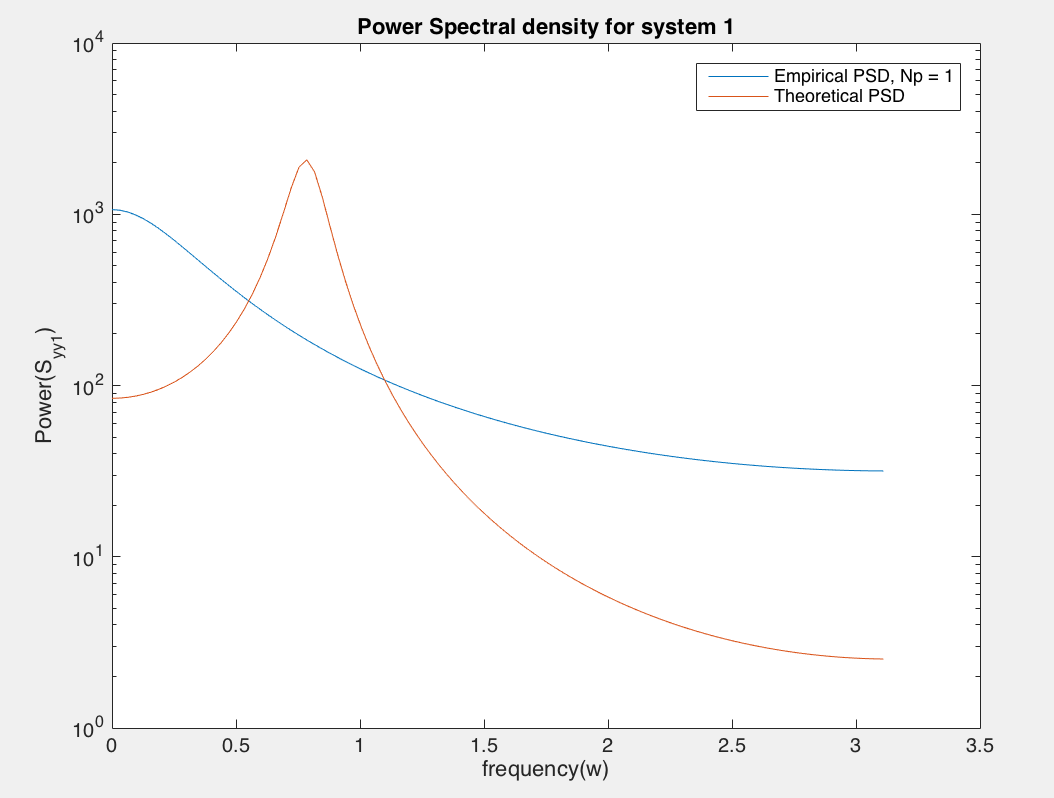 Power Spectral density for system 1
10^4
10^3
10^2
10^1
10^0
Power(S_yy1)
Empirical PSD, Np = 1
Theoretical PSD
0 0.5 1 1.5 2 2.5 3 3.5
frequency(w)